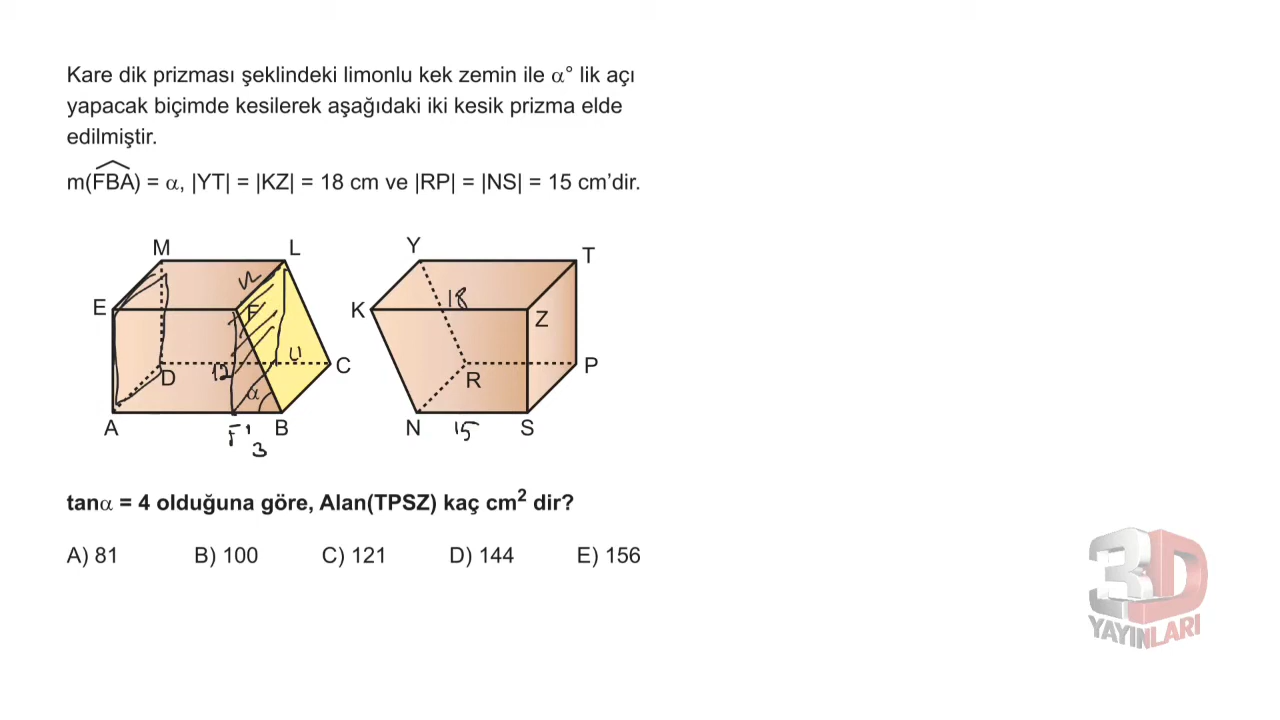 Kare dik prizması şeklindeki limonlu kek zemin ile α° lik açı
yapacak biçimde kesilerek aşağıdaki iki kesik prizma elde
edilmiştir.
m(FBA) = α, |YT| = |KZ| = 18 cm ve |RP| = |NS| = 15 cm’dir.
M L Y T
E F K 18 Z
12 α
D C R P
A F' B N 15 S
3
tanα = 4 olduğuna göre, Alan(TPSZ) kaç cm² dir?
A) 81 B) 100 C) 121 D) 144 E) 156
3D
YAYINLARI